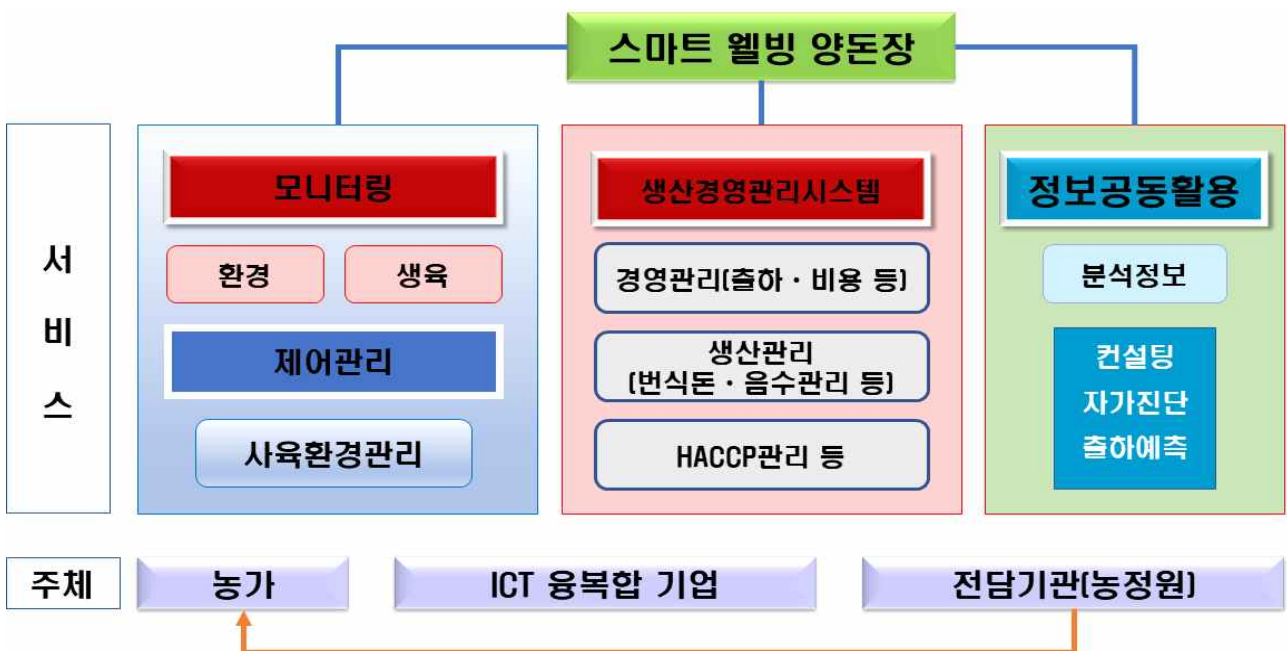 스마트 웰빙 양돈장
서
비
스
모니터링
환경
생육
제어관리
사육환경관리
생산경영관리시스템
경영관리(출하·비용 등)
생산관리
(번식돈·음수관리 등)
HACCP관리 등
정보공동활용
분석정보
컨설팅
자가진단
출하예측
주체
농가
ICT 융복합 기업
전담기관(농정원)